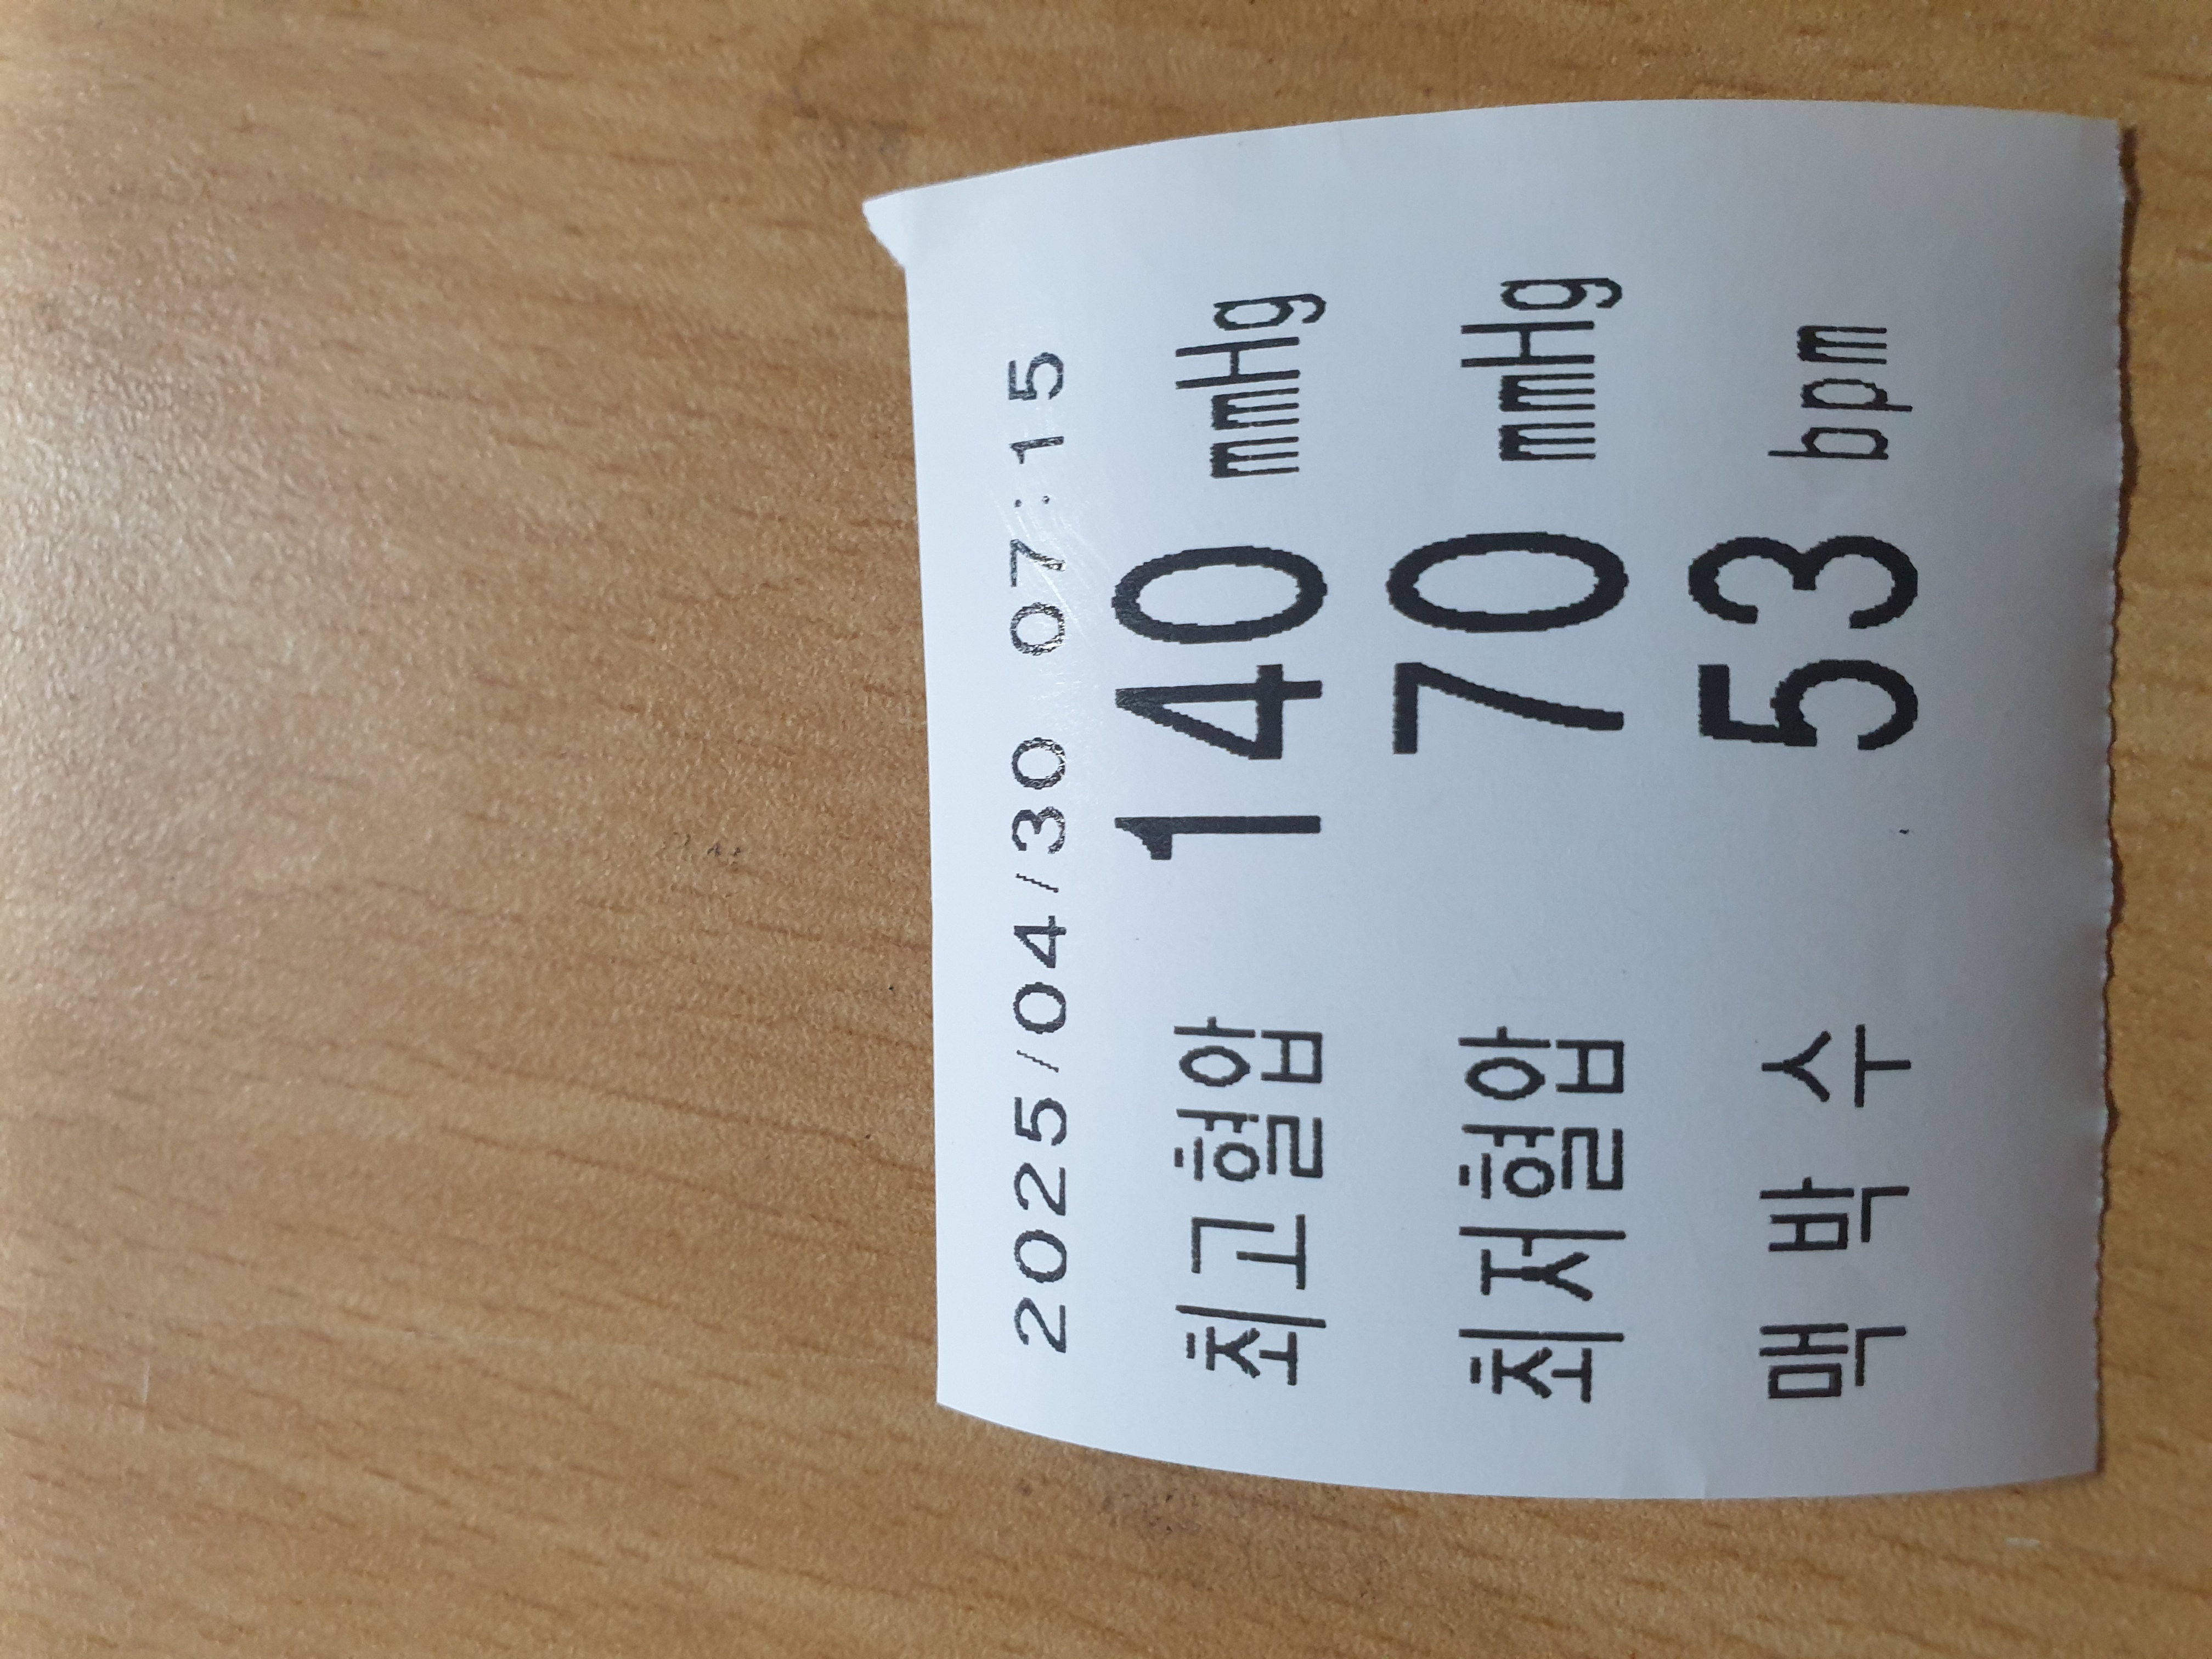 2025/04/30 07:15
최고혈압 140 mmHg
최저혈압 70 mmHg
맥 박 수 53 bpm